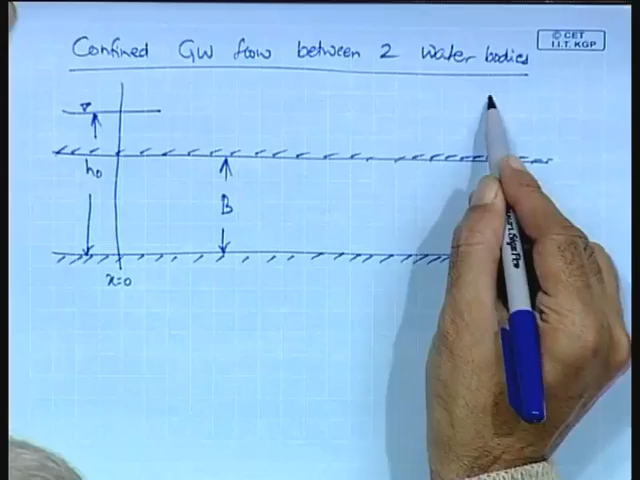 Confined GW flow between 2 water bodies
© CET
I.I.T. KGP
h0
B
x=0